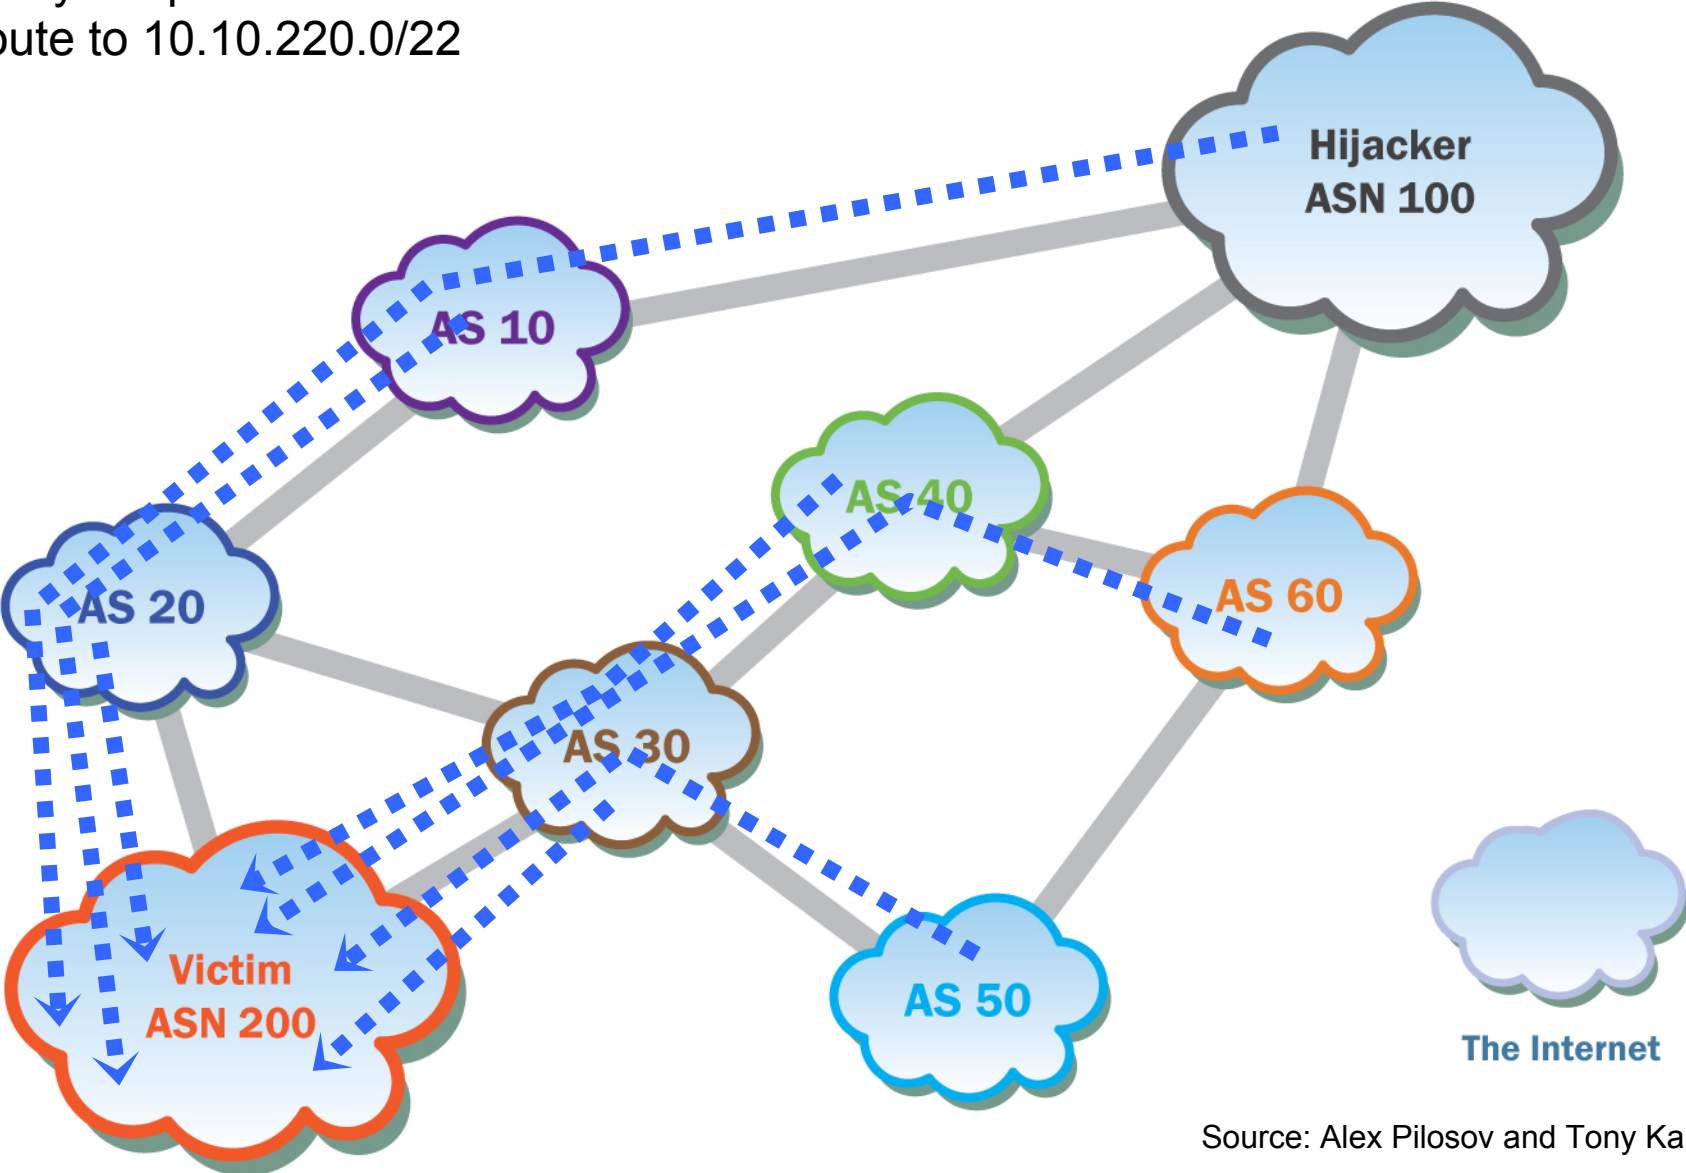 oute to 10.10.220.0/22
Hijacker
ASN 100
AS 10
AS 40
AS 60
AS 20
AS 30
Victim
ASN 200
AS 50
The Internet
Source: Alex Pilosov and Tony Ka